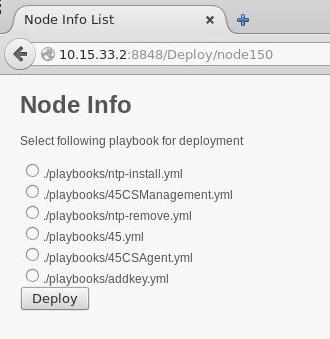 Node Info List
10.15.33.2:8848/Deploy/node150
Node Info
Select following playbook for deployment
./playbooks/ntp-install.yml
./playbooks/45CSManagement.yml
./playbooks/ntp-remove.yml
./playbooks/45.yml
./playbooks/45CSAgent.yml
./playbooks/addkey.yml
Deploy